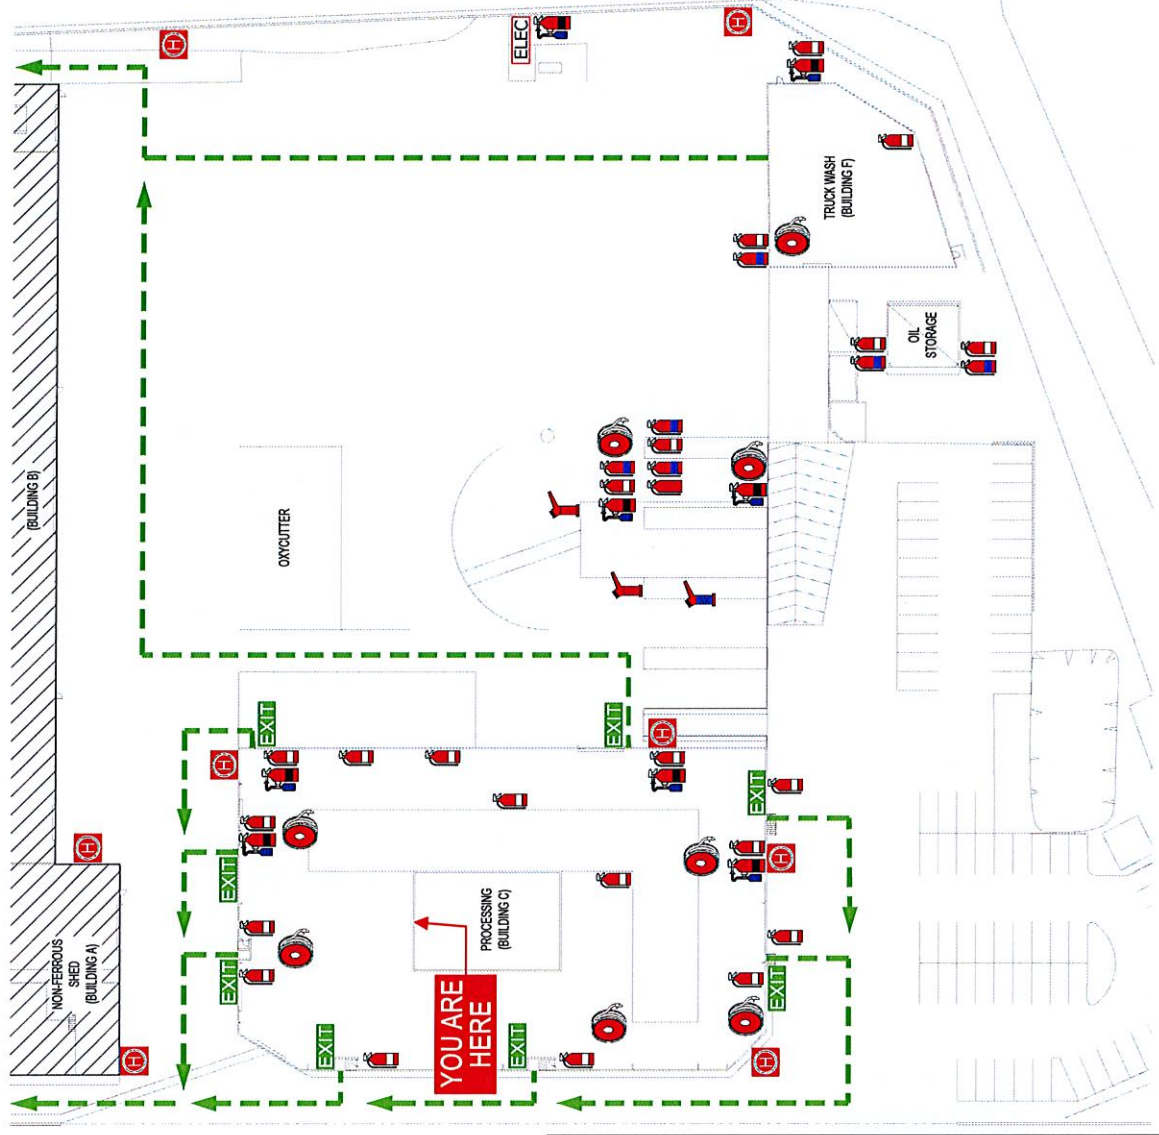 H
ELEC
H
(BUILDING B)
TRUCK WASH
(BUILDING F)
OIL
STORAGE
OXYCUTTER
EXIT
EXIT
H
H
EXIT
H
EXIT
H
NON-FERROUS
SHED
(BUILDING A)
PROCESSING
(BUILDING C)
EXIT
EXIT
YOU ARE
HERE
EXIT
EXIT
H
H